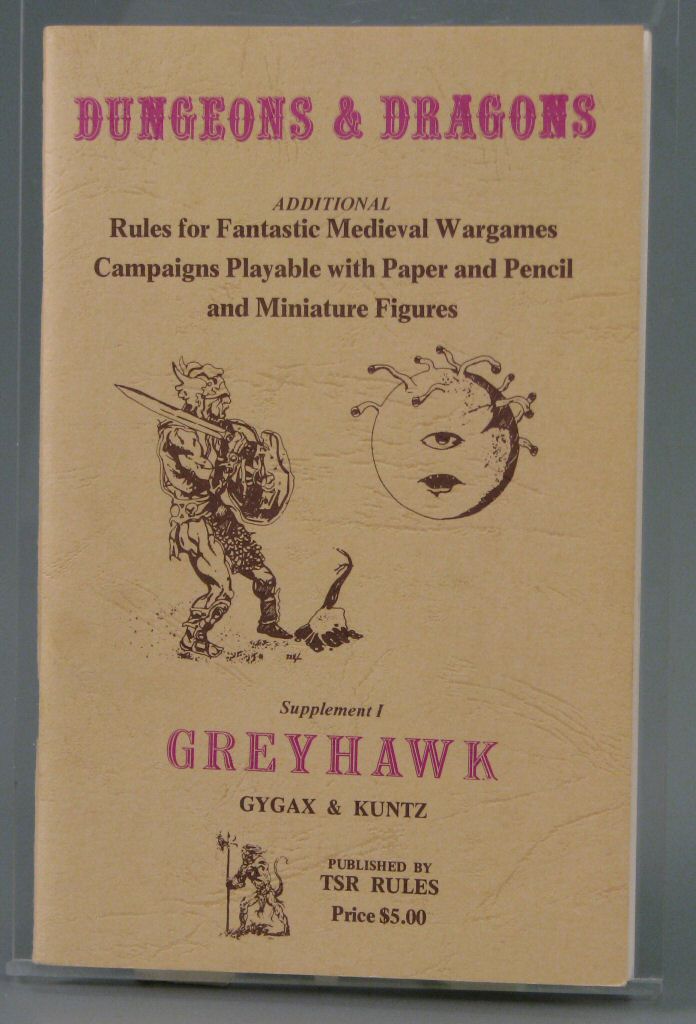 DUNGEONS & DRAGONS
ADDITIONAL
Rules for Fantastic Medieval Wargames
Campaigns Playable with Paper and Pencil
and Miniature Figures
Supplement I
GREYHAWK
GYGAX & KUNTZ
PUBLISHED BY
TSR RULES
Price $5.00